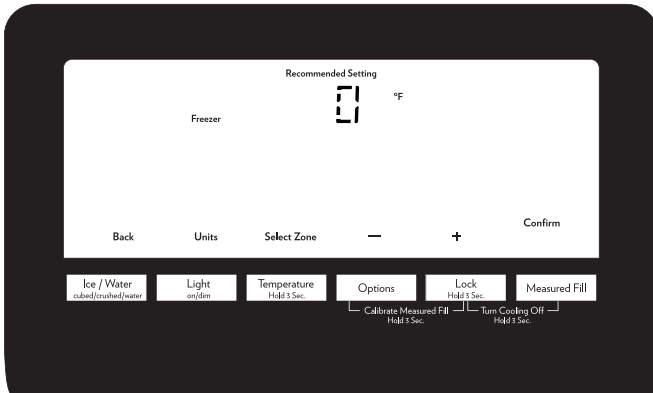 Recommended Setting
0 °F
Freezer
Confirm
Back Units Select Zone — +
Ice / Water Light Temperature Options Lock Measured Fill
cubed/crushed/water on/dim Hold 3 Sec. Hold 3 Sec.
Calibrate Measured Fill Turn Cooling Off
Hold 3 Sec. Hold 3 Sec.